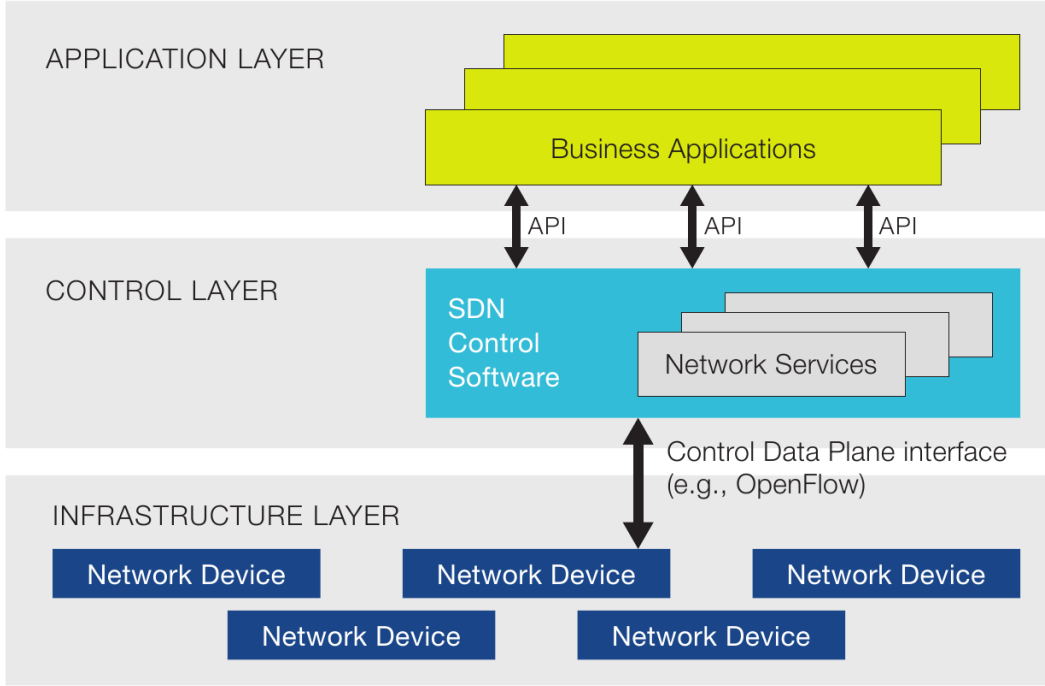 APPLICATION LAYER
Business Applications
API
API
API
CONTROL LAYER
SDN
Control
Software
Network Services
Control Data Plane interface
(e.g., OpenFlow)
INFRASTRUCTURE LAYER
Network Device
Network Device
Network Device
Network Device
Network Device